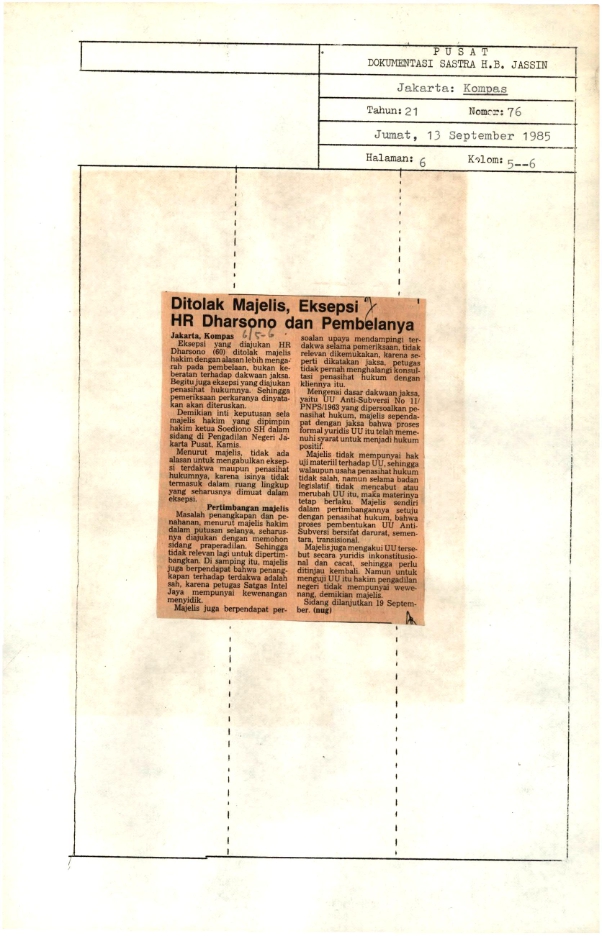 P U S A T
DOKUMENTASI SASTRA H.B. JASSIN
Jakarta: Kompas
Tahun: 21 Nomor: 76
Jumat, 13 September 1985
Halaman: 6 Kolom: 5--6
Ditolak Majelis, Eksepsi
HR Dharsono dan Pembelanya
Jakarta, Kompas 6/5-6
Eksepsi yang diajukan HR
Dharsono (60) ditolak majelis
hakim dengan alasan lebih menga-
rah pada pembelaan, bukan ke-
beratan terhadap dakwaan jaksa.
Begitu juga eksepsi yang diajukan
penasihat hukumnya. Sehingga
pemeriksaan perkaranya dinyata-
kan akan diteruskan.
Demikian inti keputusan sela
majelis hakim yang dipimpin
hakim ketua Soediono SH dalam
sidang di Pengadilan Negeri Ja-
karta Pusat, Kamis.
Menurut majelis, tidak ada
alasan untuk mengabulkan eksep-
si terdakwa maupun penasihat
hukumnya, karena isinya tidak
termasuk dalam ruang lingkup
yang seharusnya dimuat dalam
eksepsi.
Pertimbangan majelis
Masalah penangkapan dan pe-
nahanan, menurut majelis hakim
dalam putusan selanya, seharus-
nya diajukan dengan memohon
sidang praperadilan. Sehingga
tidak relevan lagi untuk dipertim-
bangkan. Di samping itu, majelis
juga berpendapat bahwa penang-
kapan terhadap terdakwa adalah
sah, karena petugas Satgas Intel
Jaya mempunyai kewenangan
menyidik.
Majelis juga berpendapat per-
soalan upaya mendampingi ter-
dakwa selama pemeriksaan, tidak
relevan dikemukakan, karena se-
perti dikatakan jaksa, petugas
tidak pernah menghalangi konsul-
tasi penasihat hukum dengan
kliennya itu.
Mengenai dasar dakwaan jaksa,
yaitu UU Anti-Subversi No 11/
PNPS/1963 yang dipersoalkan pe-
nasihat hukum, majelis sependa-
pat dengan jaksa bahwa proses
formal yuridis UU itu telah meme-
nuhi syarat untuk menjadi hukum
positif.
Majelis tidak mempunyai hak
uji materiil terhadap UU, sehingga
walaupun usaha penasihat hukum
tidak salah, namun selama badan
legislatif tidak mencabut atau
merubah UU itu, maka materinya
tetap berlaku. Majelis sendiri
dalam pertimbangannya setuju
dengan penasihat hukum, bahwa
proses pembentukan UU Anti-
Subversi bersifat darurat, semen-
tara, transisional.
Majelis juga mengakui UU terse-
but secara yuridis inkonstitusio-
nal dan cacat, sehingga perlu
ditinjau kembali. Namun untuk
menguji UU itu hakim pengadilan
negeri tidak mempunyai wewe-
nang, demikian majelis.
Sidang dilanjutkan 19 Septem-
ber. (nug)